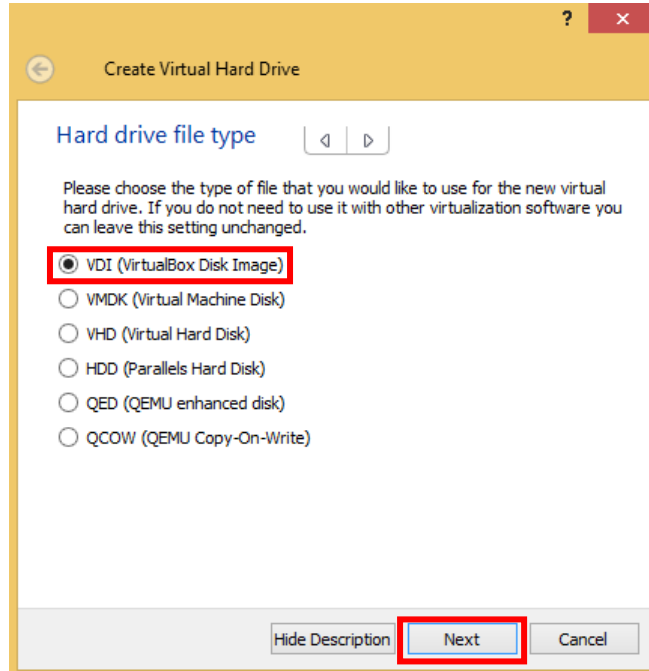 ?
Create Virtual Hard Drive
Hard drive file type
Please choose the type of file that you would like to use for the new virtual
hard drive. If you do not need to use it with other virtualization software you
can leave this setting unchanged.
VDI (VirtualBox Disk Image)
VMDK (Virtual Machine Disk)
VHD (Virtual Hard Disk)
HDD (Parallels Hard Disk)
QED (QEMU enhanced disk)
QCOW (QEMU Copy-On-Write)
Hide Description Next Cancel